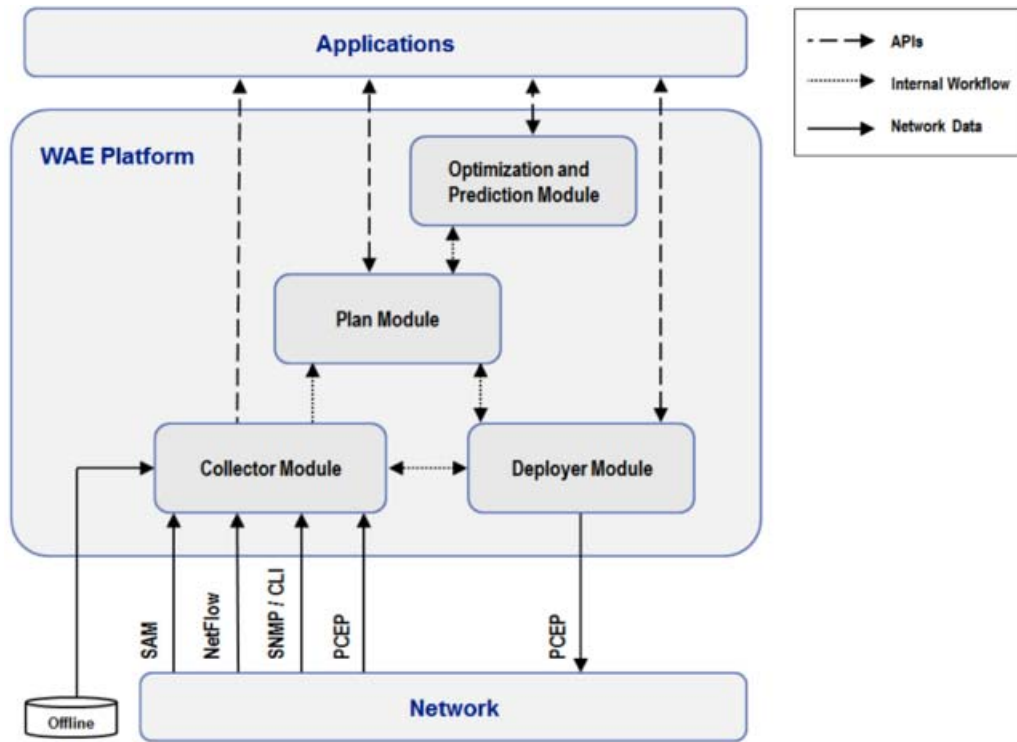 Applications
APIs
Internal Workflow
Network Data
WAE Platform
Optimization and
Prediction Module
Plan Module
Collector Module
Deployer Module
SAM
NetFlow
SNMP / CLI
PCEP
PCEP
Offline
Network